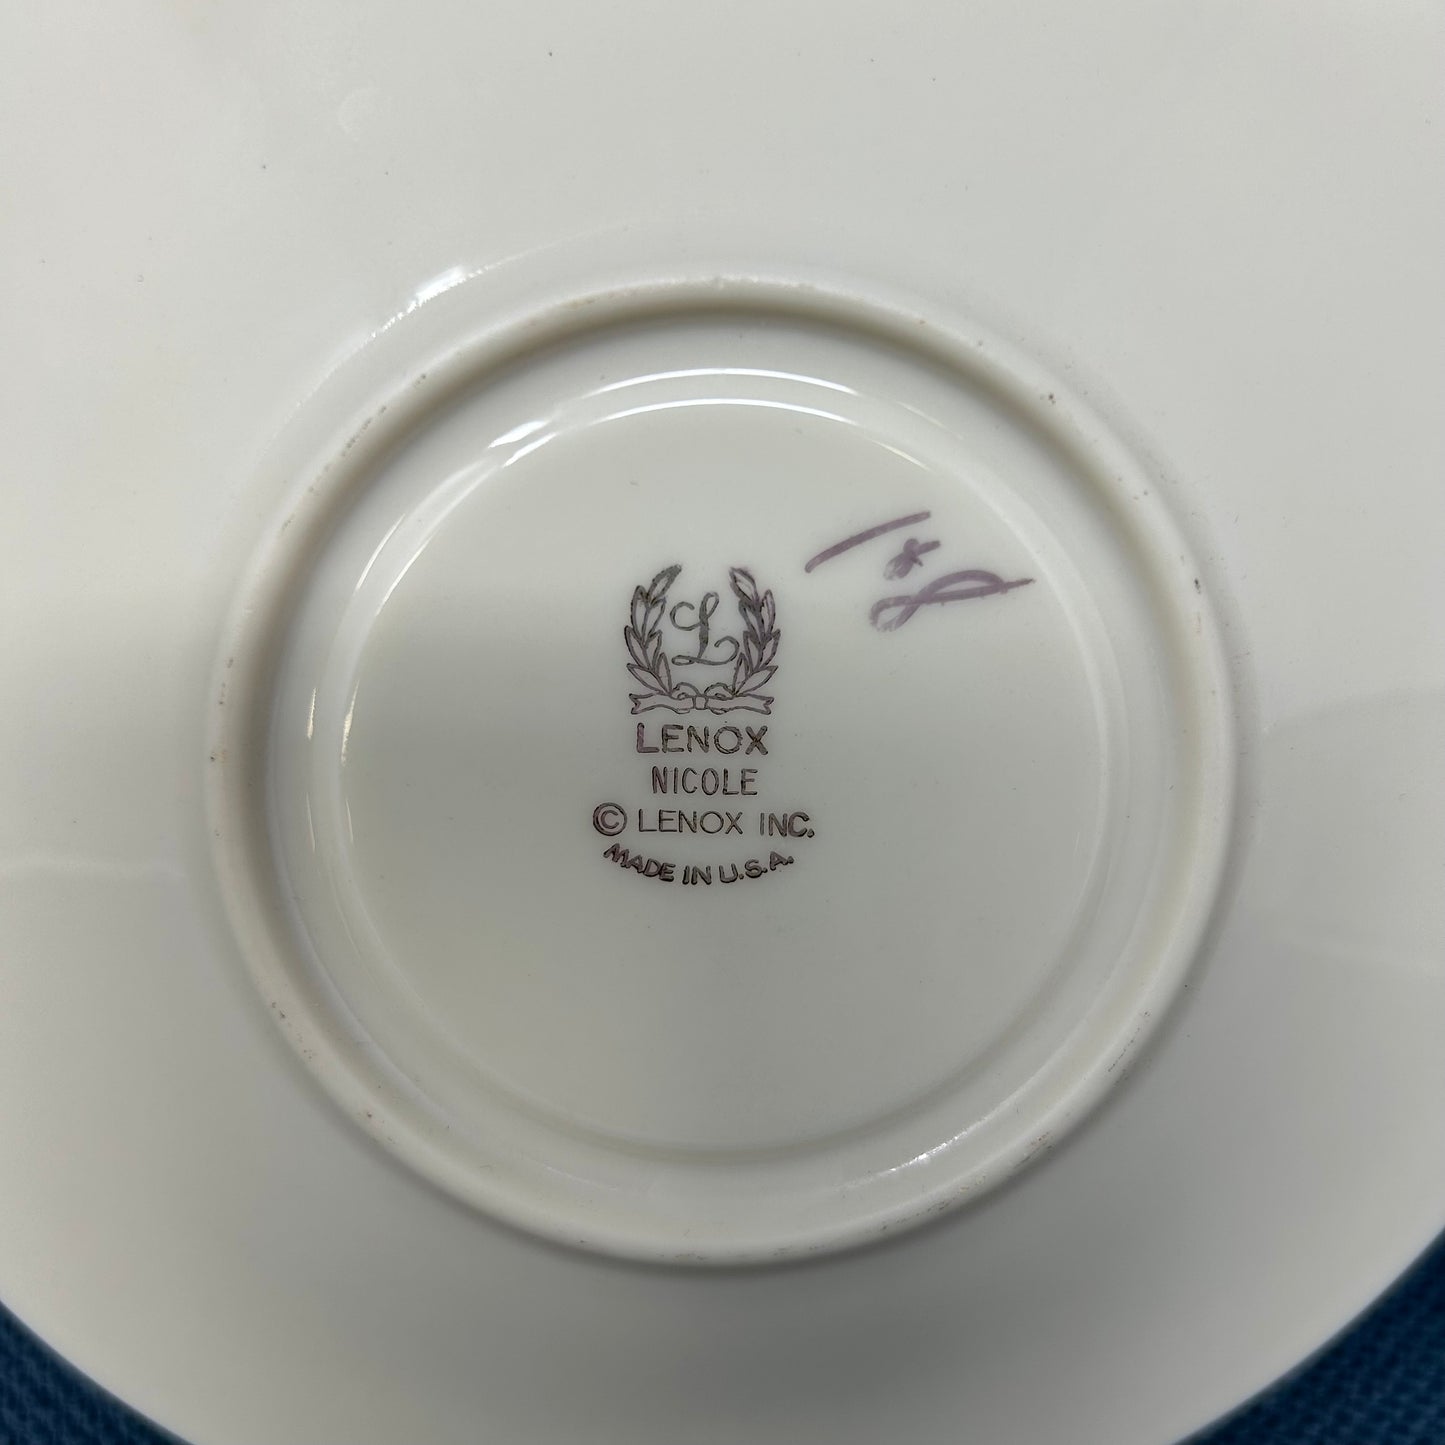 L
LENOX
NICOLE
© LENOX INC.
MADE IN U.S.A.